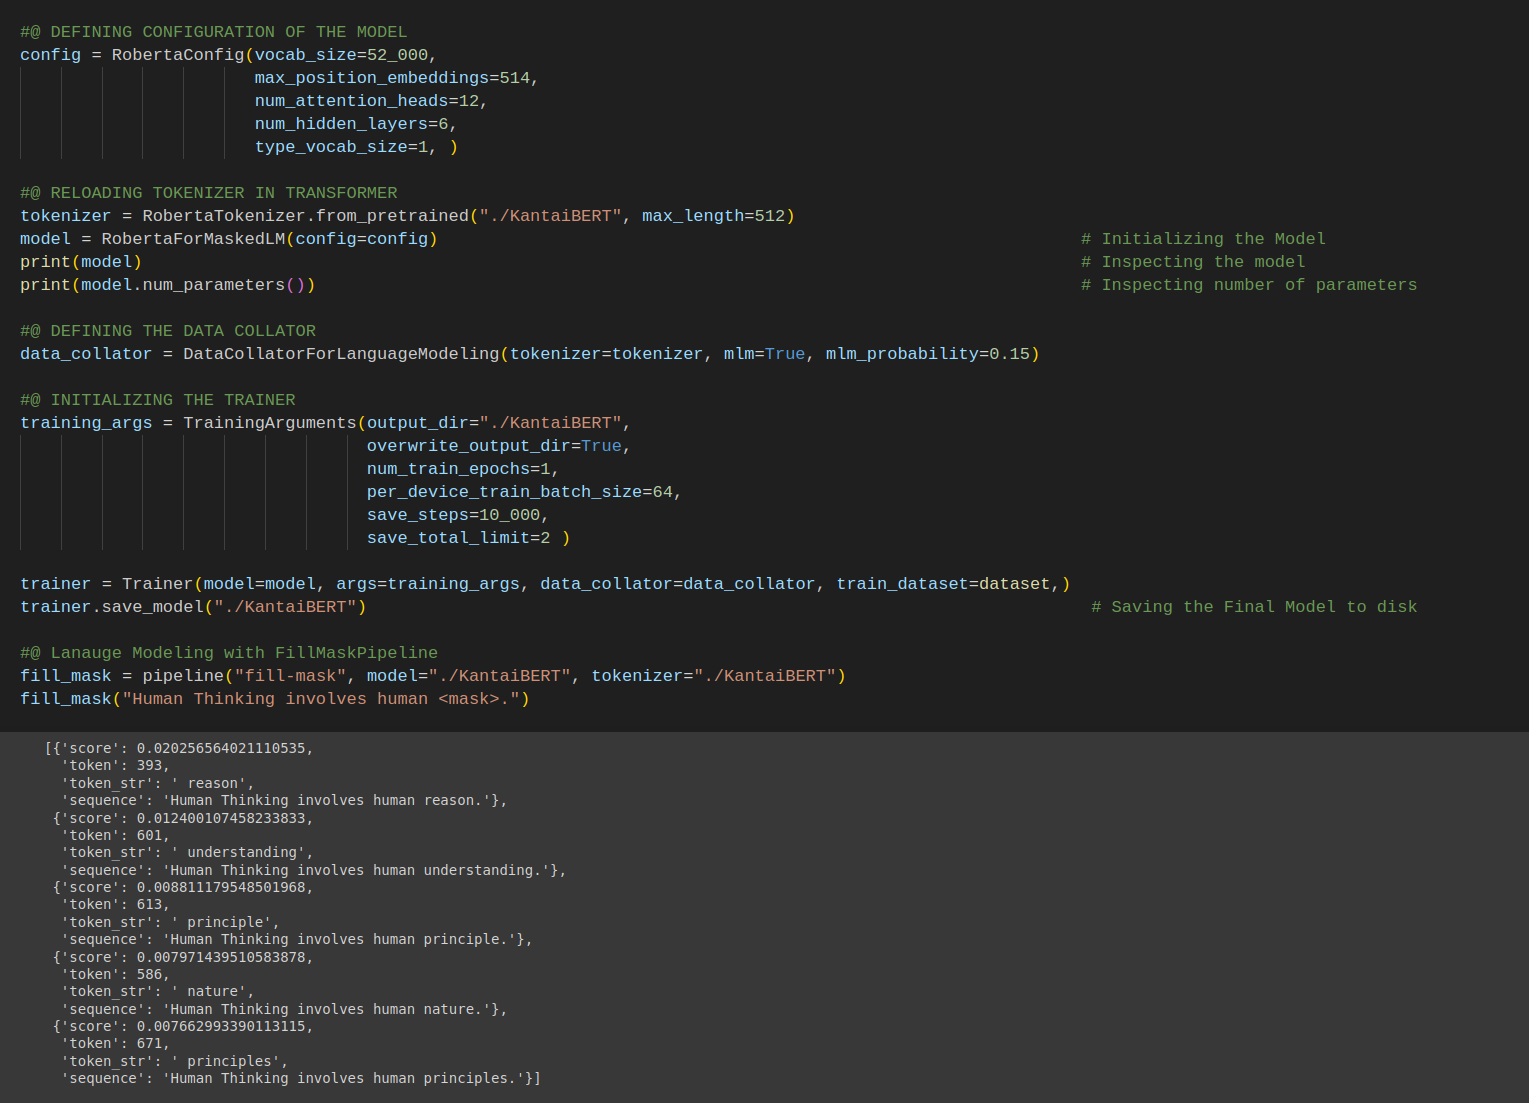 #@ DEFINING CONFIGURATION OF THE MODEL
config = RobertaConfig(vocab_size=52_000,
max_position_embeddings=514,
num_attention_heads=12,
num_hidden_layers=6,
type_vocab_size=1, )
#@ RELOADING TOKENIZER IN TRANSFORMER
tokenizer = RobertaTokenizer.from_pretrained("./KantaiBERT", max_length=512)
model = RobertaForMaskedLM(config=config) # Initializing the Model
print(model) # Inspecting the model
print(model.num_parameters()) # Inspecting number of parameters
#@ DEFINING THE DATA COLLATOR
data_collator = DataCollatorForLanguageModeling(tokenizer=tokenizer, mlm=True, mlm_probability=0.15)
#@ INITIALIZING THE TRAINER
training_args = TrainingArguments(output_dir="./KantaiBERT",
overwrite_output_dir=True,
num_train_epochs=1,
per_device_train_batch_size=64,
save_steps=10_000,
save_total_limit=2 )
trainer = Trainer(model=model, args=training_args, data_collator=data_collator, train_dataset=dataset,)
trainer.save_model("./KantaiBERT") # Saving the Final Model to disk
#@ Lanauge Modeling with FillMaskPipeline
fill_mask = pipeline("fill-mask", model="./KantaiBERT", tokenizer="./KantaiBERT")
fill_mask("Human Thinking involves human <mask>.")
[{'score': 0.020256564021110535,
'token': 393,
'token_str': ' reason',
'sequence': 'Human Thinking involves human reason.'},
{'score': 0.012400107458233833,
'token': 601,
'token_str': ' understanding',
'sequence': 'Human Thinking involves human understanding.'},
{'score': 0.008811179548501968,
'token': 613,
'token_str': ' principle',
'sequence': 'Human Thinking involves human principle.'},
{'score': 0.007971439510583878,
'token': 586,
'token_str': ' nature',
'sequence': 'Human Thinking involves human nature.'},
{'score': 0.007662993390113115,
'token': 671,
'token_str': ' principles',
'sequence': 'Human Thinking involves human principles.'}]